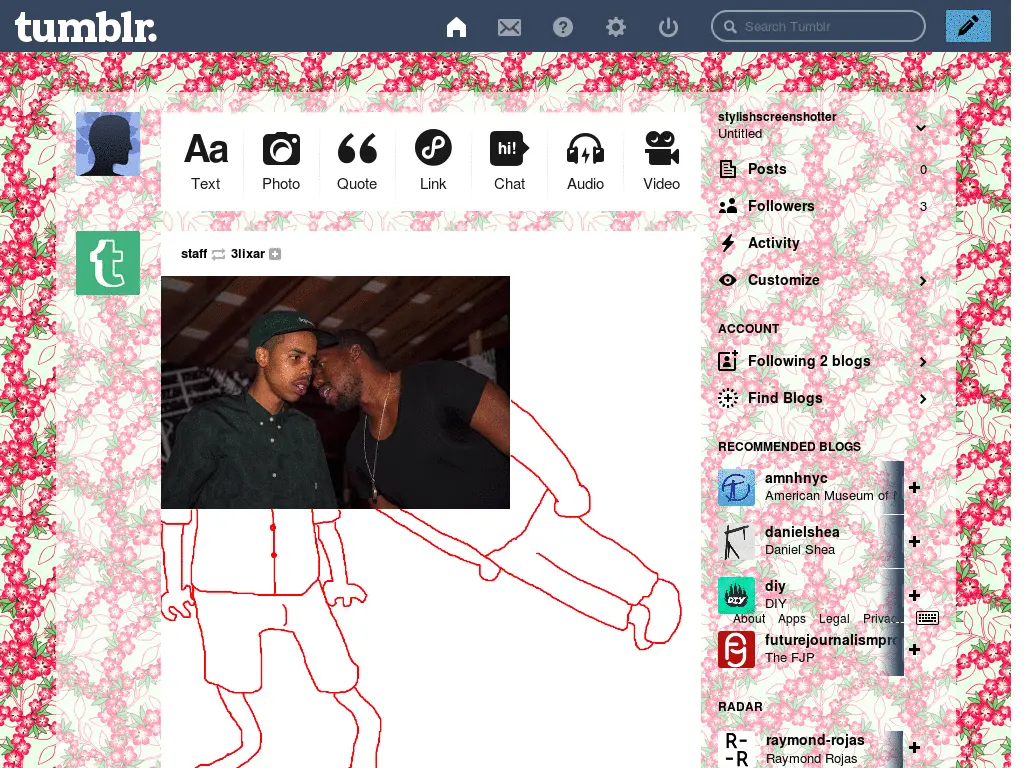 tumblr.
Search Tumblr
Aa
Text
Photo
Quote
Link
hi!
Chat
Audio
Video
stylishscreenshotter
Untitled
Posts 0
Followers 3
Activity
Customize
ACCOUNT
Following 2 blogs
Find Blogs
RECOMMENDED BLOGS
amnhnyc
American Museum of
danielshea
Daniel Shea
diy
DIY
DIY
About Apps Legal Privac
futurejournalismpro
The FJP
RADAR
R-
-R
raymond-rojas
Raymond Rojas
t
staff 3lixar